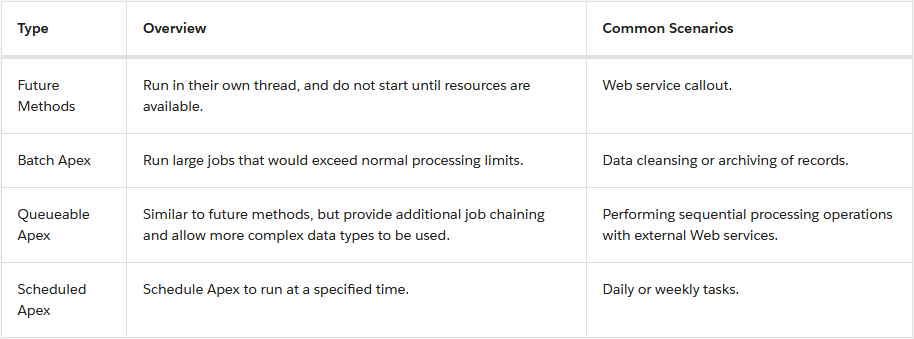 Type
Overview
Common Scenarios
Future
Methods
Run in their own thread, and do not start until resources are
available.
Web service callout.
Batch Apex
Run large jobs that would exceed normal processing limits.
Data cleansing or archiving of records.
Queueable
Apex
Similar to future methods, but provide additional job chaining
and allow more complex data types to be used.
Performing sequential processing operations
with external Web services.
Scheduled
Apex
Schedule Apex to run at a specified time.
Daily or weekly tasks.